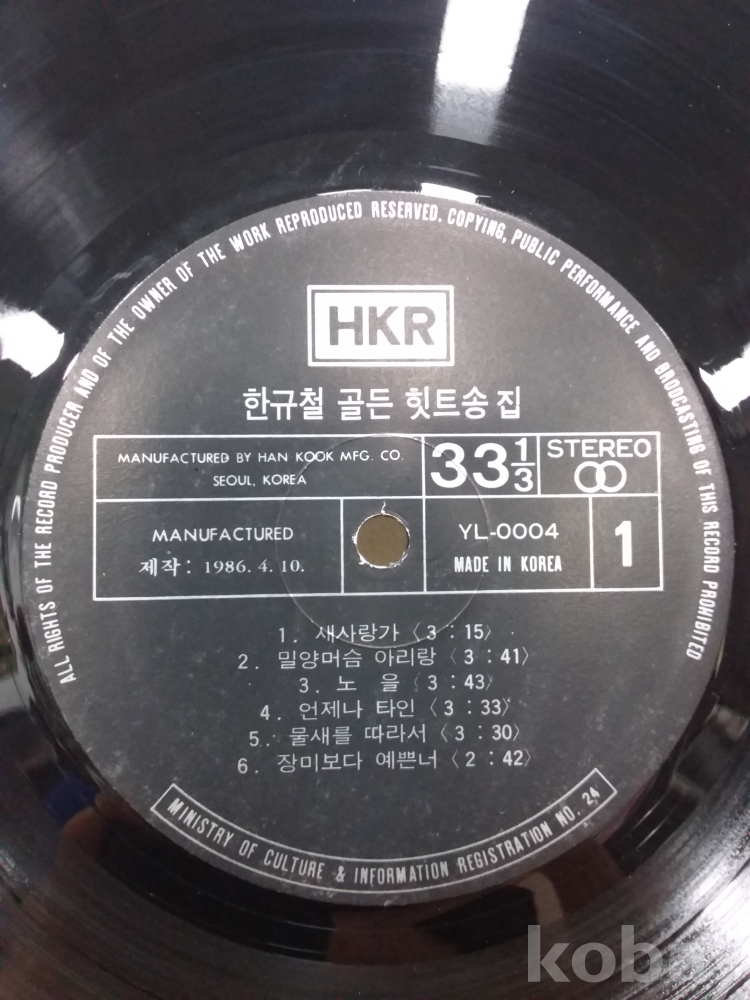 ALL RIGHTS OF THE RECORD PRODUCER AND OF THE OWNER OF THE WORK REPRODUCED RESERVED. COPYING, PUBLIC PERFORMANCE AND BRODCASTING OF THIS RECORD PROHIBITED
HKR
한규철 골든 힛트송집
MANUFACTURED BY HAN KOOK MFG. CO.
SEOUL, KOREA
33 1/3
STEREO
MANUFACTURED
제작: 1986. 4. 10.
YL-0004
MADE IN KOREA
1
1. 새사랑가 〈3 : 15〉
2. 밀양머슴 아리랑 〈3 : 41〉
3. 노 을 〈3 : 43〉
4. 언제나 타인 〈3 : 33〉
5. 물새를 따라서 〈3 : 30〉
6. 장미보다 예쁜너 〈2 : 42〉
MINISTRY OF CULTURE & INFORMATION REGISTRATION NO. 24